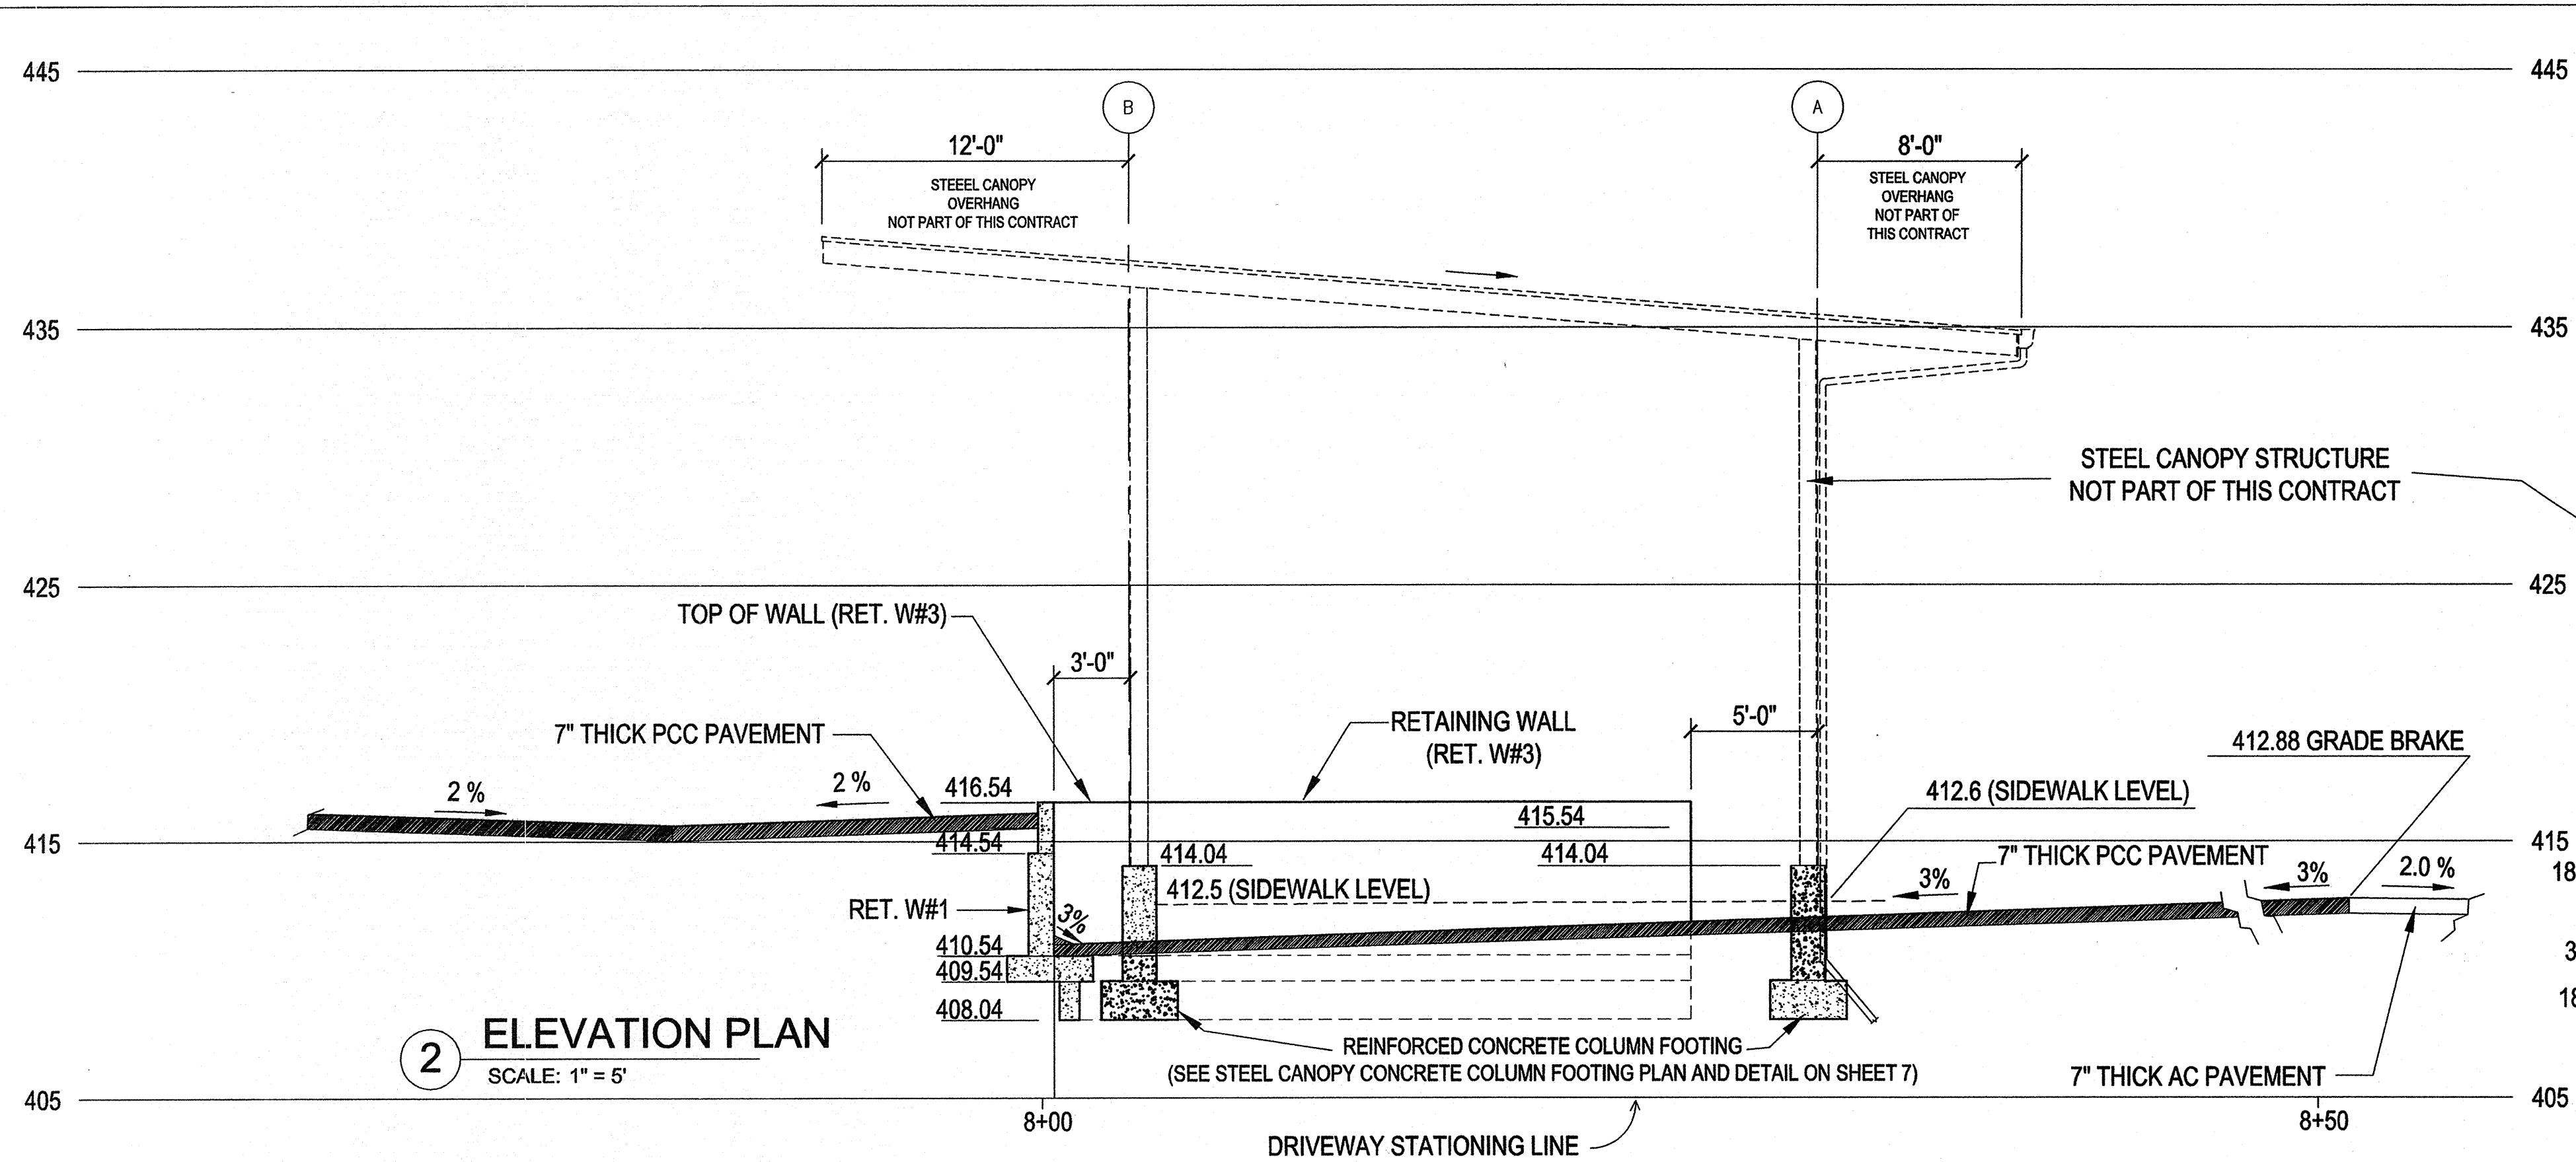 445
445
B
A
12'-0"
8'-0"
STEEEL CANOPY
OVERHANG
NOT PART OF THIS CONTRACT
STEEL CANOPY
OVERHANG
NOT PART OF
THIS CONTRACT
435
435
STEEL CANOPY STRUCTURE
NOT PART OF THIS CONTRACT
425
425
TOP OF WALL (RET. W#3)
3'-0"
7" THICK PCC PAVEMENT
RETAINING WALL
(RET. W#3)
5'-0"
412.88 GRADE BRAKE
2 %
2 %
416.54
415.54
412.6 (SIDEWALK LEVEL)
415
414.54
414.04
414.04
7" THICK PCC PAVEMENT
415
18
412.5 (SIDEWALK LEVEL)
3%
3%
2.0 %
RET. W#1
3%
410.54
409.54
408.04
3
18
2
ELEVATION PLAN
SCALE: 1" = 5'
REINFORCED CONCRETE COLUMN FOOTING
(SEE STEEL CANOPY CONCRETE COLUMN FOOTING PLAN AND DETAIL ON SHEET 7)
7" THICK AC PAVEMENT
405
405
8+00
8+50
DRIVEWAY STATIONING LINE